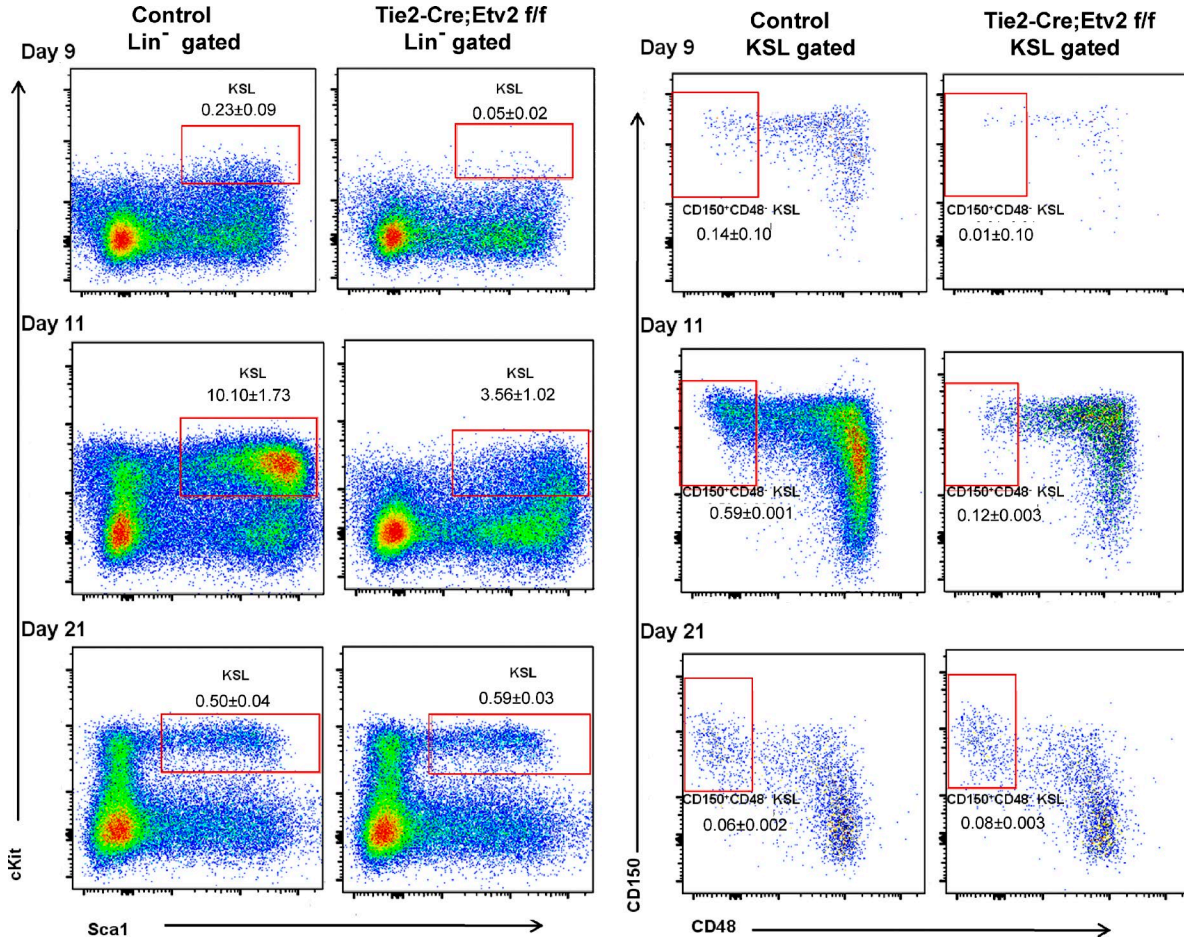 Control
Lin⁻ gated
Tie2-Cre;Etv2 f/f
Lin⁻ gated
Day 9
KSL
0.23±0.09
KSL
0.05±0.02
Day 11
KSL
10.10±1.73
KSL
3.56±1.02
Day 21
KSL
0.50±0.04
KSL
0.59±0.03
cKit
Sca1
Control
KSL gated
Tie2-Cre;Etv2 f/f
KSL gated
Day 9
CD150⁺CD48⁻ KSL
0.14±0.10
CD150⁺CD48⁻ KSL
0.01±0.10
Day 11
CD150⁺CD48⁻ KSL
0.59±0.001
CD150⁺CD48⁻ KSL
0.12±0.003
Day 21
CD150⁺CD48⁻ KSL
0.06±0.002
CD150⁺CD48⁻ KSL
0.08±0.003
CD150
CD48